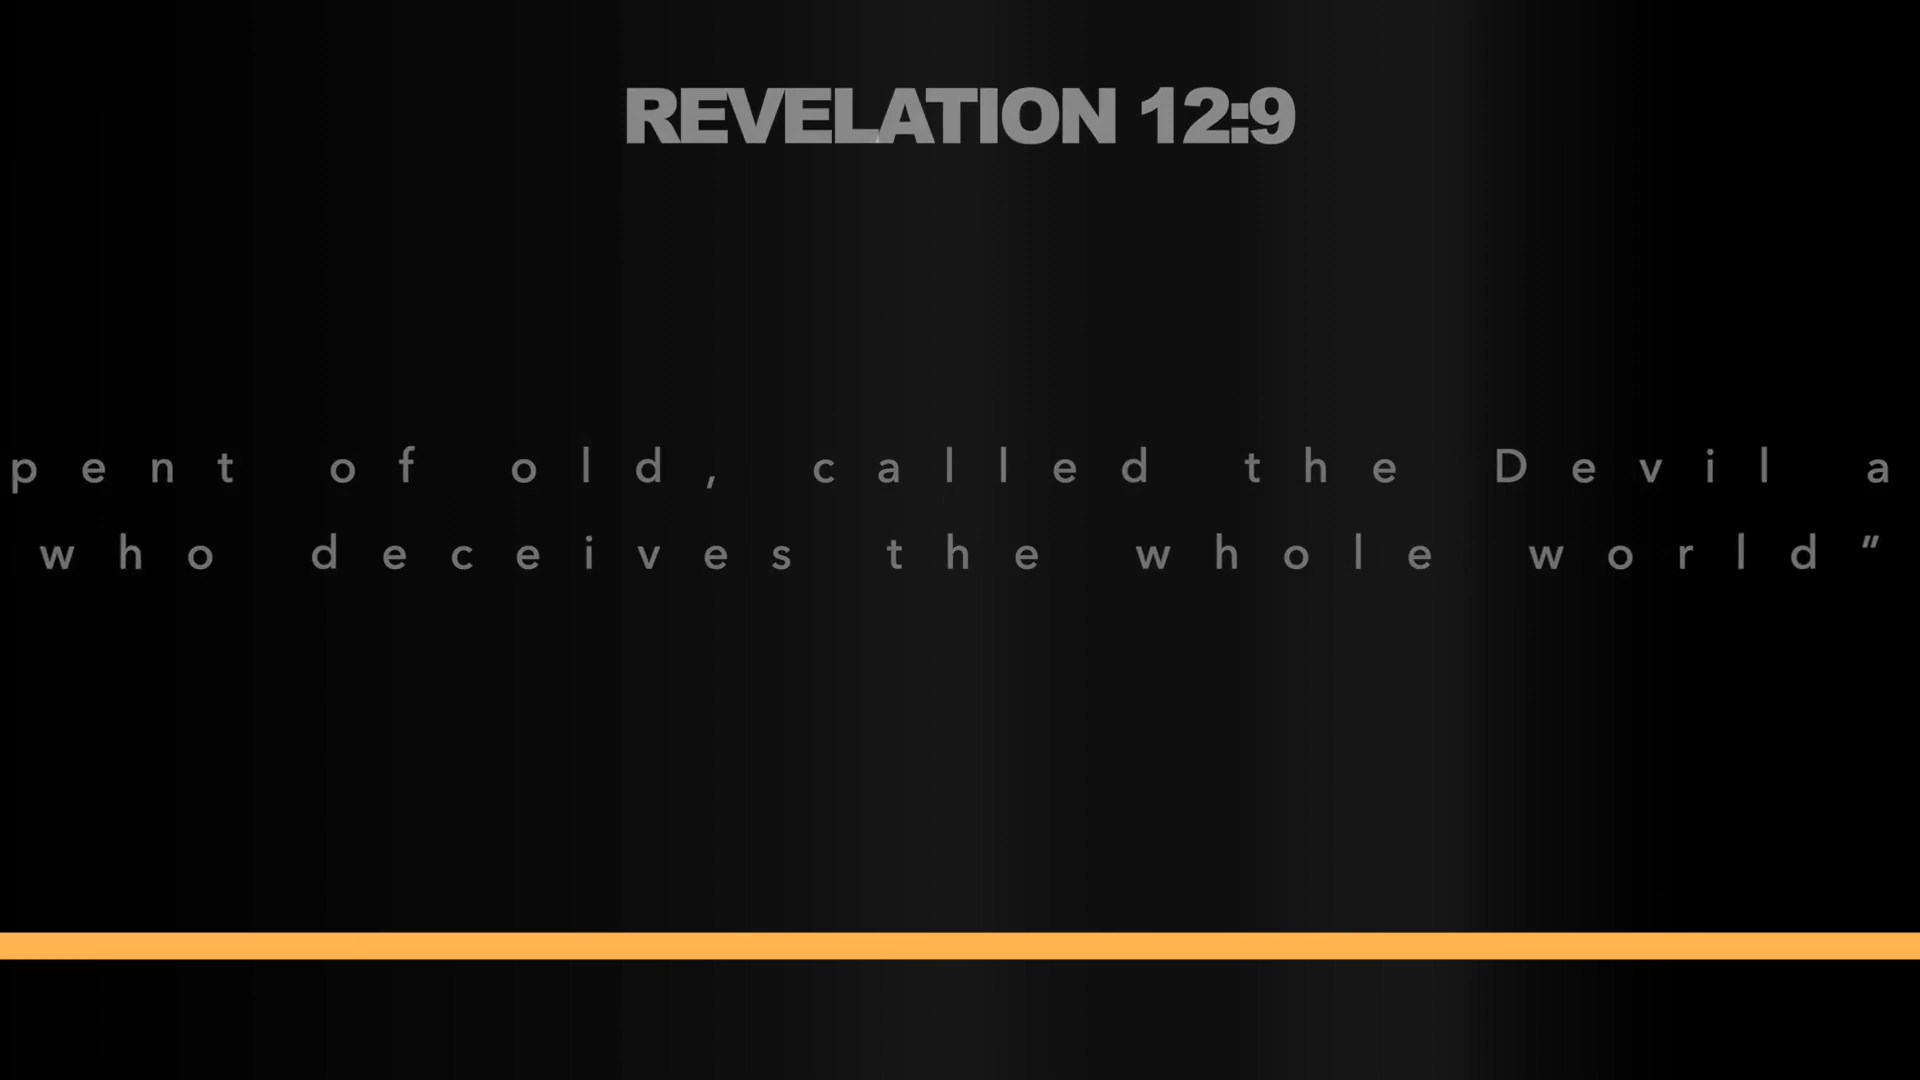 REVELATION 12:9
pent of old, called the Devil a
who deceives the whole world”